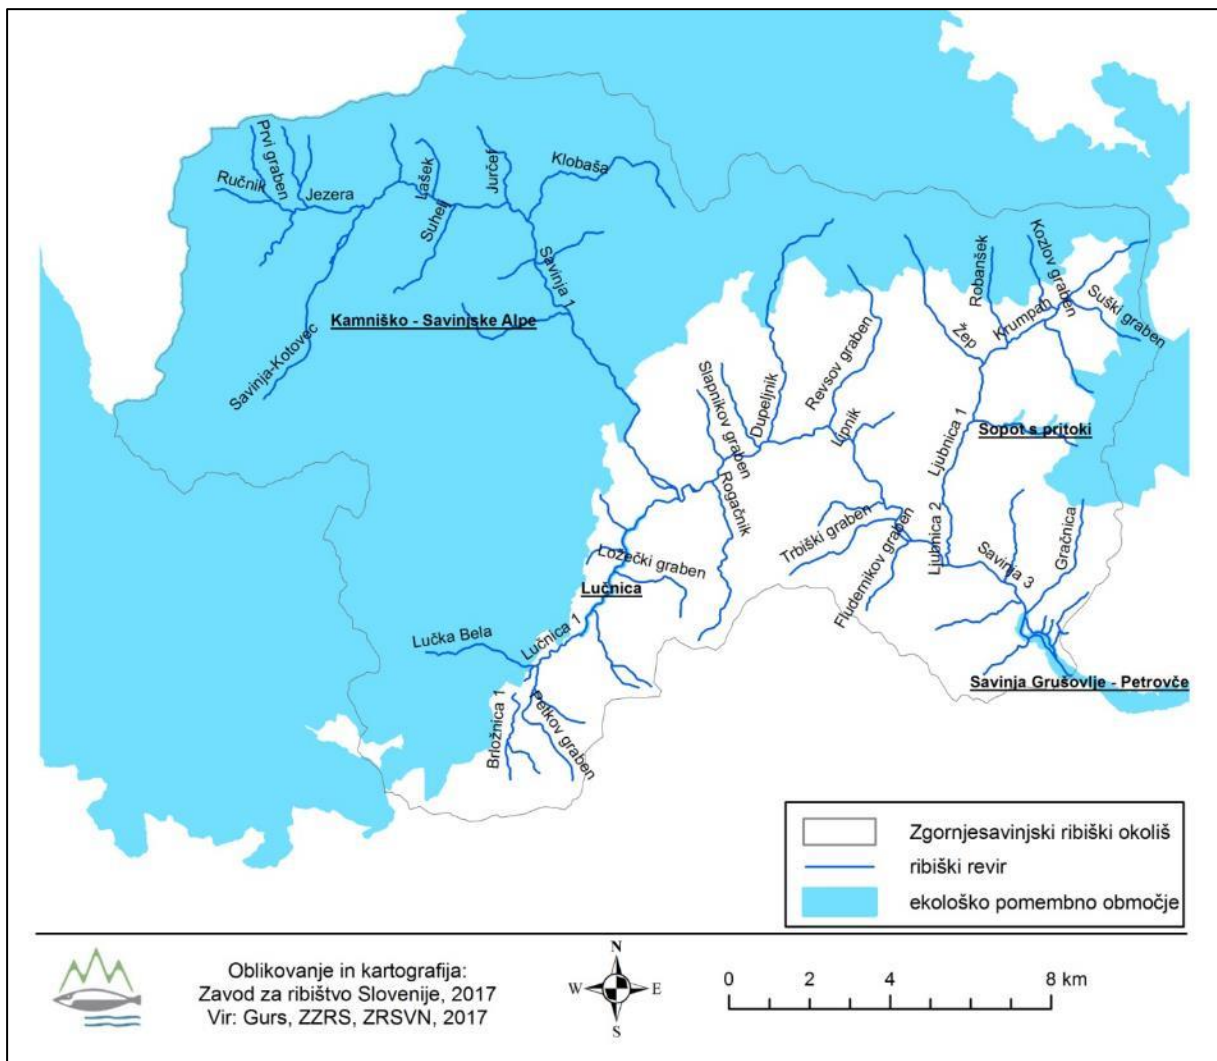 Prvi graben
Ručnik
Jezera
Lašek
Suhelj
Jurčef
Klobaša
Savinja 1
Kamniško - Savinjske Alpe
Savinja-Kotovec
Robanšek
Kozlov graben
Krumpah
Suški graben
Žep
Revsov graben
Dupeljnik
Slapnikov graben
Lupnik
Ljubnica 1
Sopot s pritoki
Rogačnik
Trbiški graben
Fludernikov graben
Ljubnica 2
Savinja 3
Gračnica
Ložečki graben
Lučnica
Lučnica 1
Lučka Bela
Savinja Grušovlje - Petrovče
Brložnica 1
Petkov graben
Zgornjesavinjski ribiški okoliš
ribiški revir
ekološko pomembno območje
Oblikovanje in kartografija:
Zavod za ribištvo Slovenije, 2017
Vir: Gurs, ZZRS, ZRSVN, 2017
N
W E
S
0 2 4 8 km